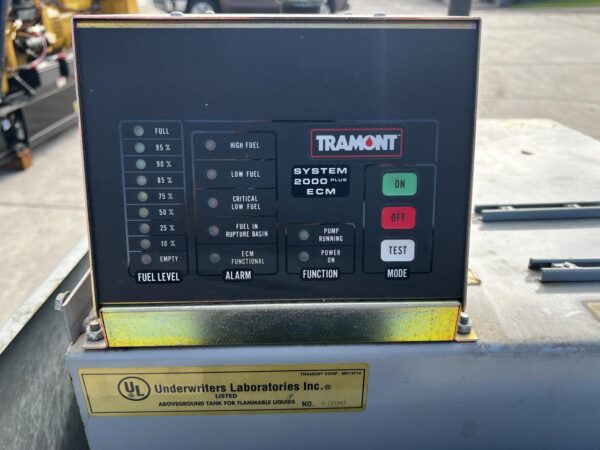 FULL
95 %
90 %
85 %
75 %
50 %
25 %
10 %
EMPTY
FUEL LEVEL
HIGH FUEL
LOW FUEL
CRITICAL
LOW FUEL
FUEL IN
RUPTURE BASIN
ECM
FUNCTIONAL
ALARM
TRAMONT
SYSTEM
2000 PLUS
ECM
PUMP
RUNNING
POWER
ON
FUNCTION
ON
OFF
TEST
MODE
TRAMONT CORP.
UL
Underwriters Laboratories Inc.®
LISTED
ABOVEGROUND TANK FOR FLAMMABLE LIQUIDS NO.